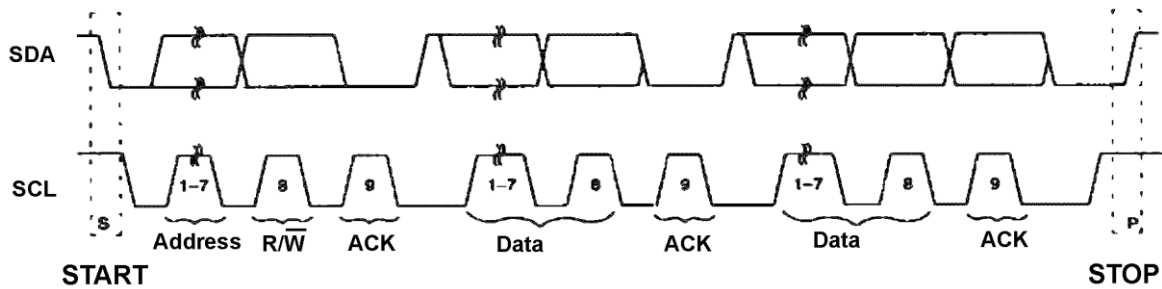 SDA
SCL
1-7 8 9 1-7 8 9 1-7 8 9
S P
Address R/W̅ ACK Data ACK Data ACK
START STOP